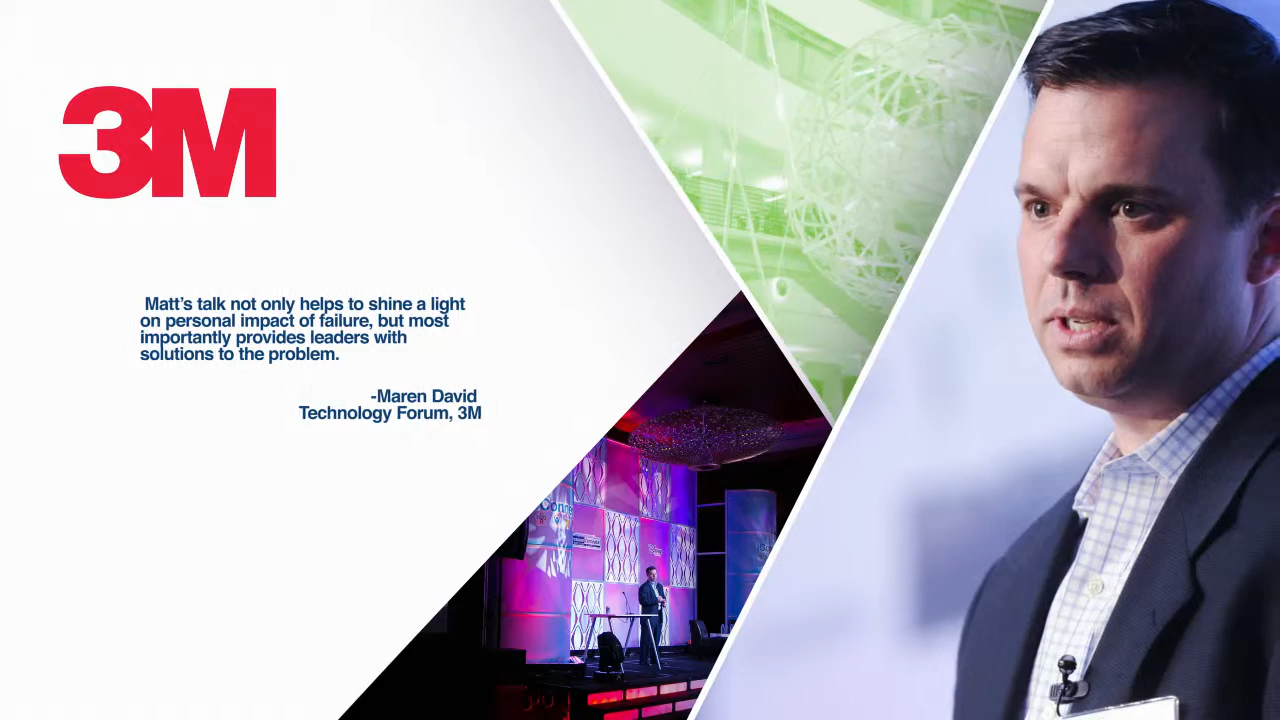 3M
Matt's talk not only helps to shine a light
on personal impact of failure, but most
importantly provides leaders with
solutions to the problem.
-Maren David
Technology Forum, 3M
Conne